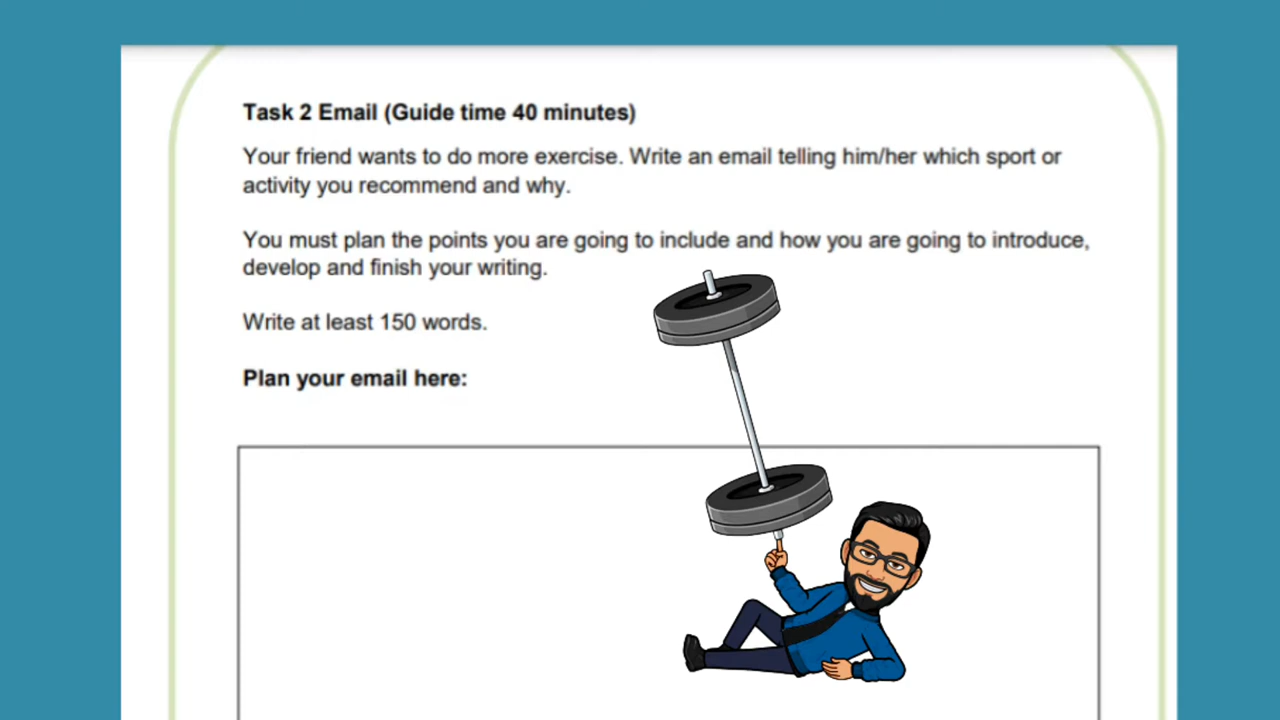 Task 2 Email (Guide time 40 minutes)
Your friend wants to do more exercise. Write an email telling him/her which sport or
activity you recommend and why.
You must plan the points you are going to include and how you are going to introduce,
develop and finish your writing.
Write at least 150 words.
Plan your email here: